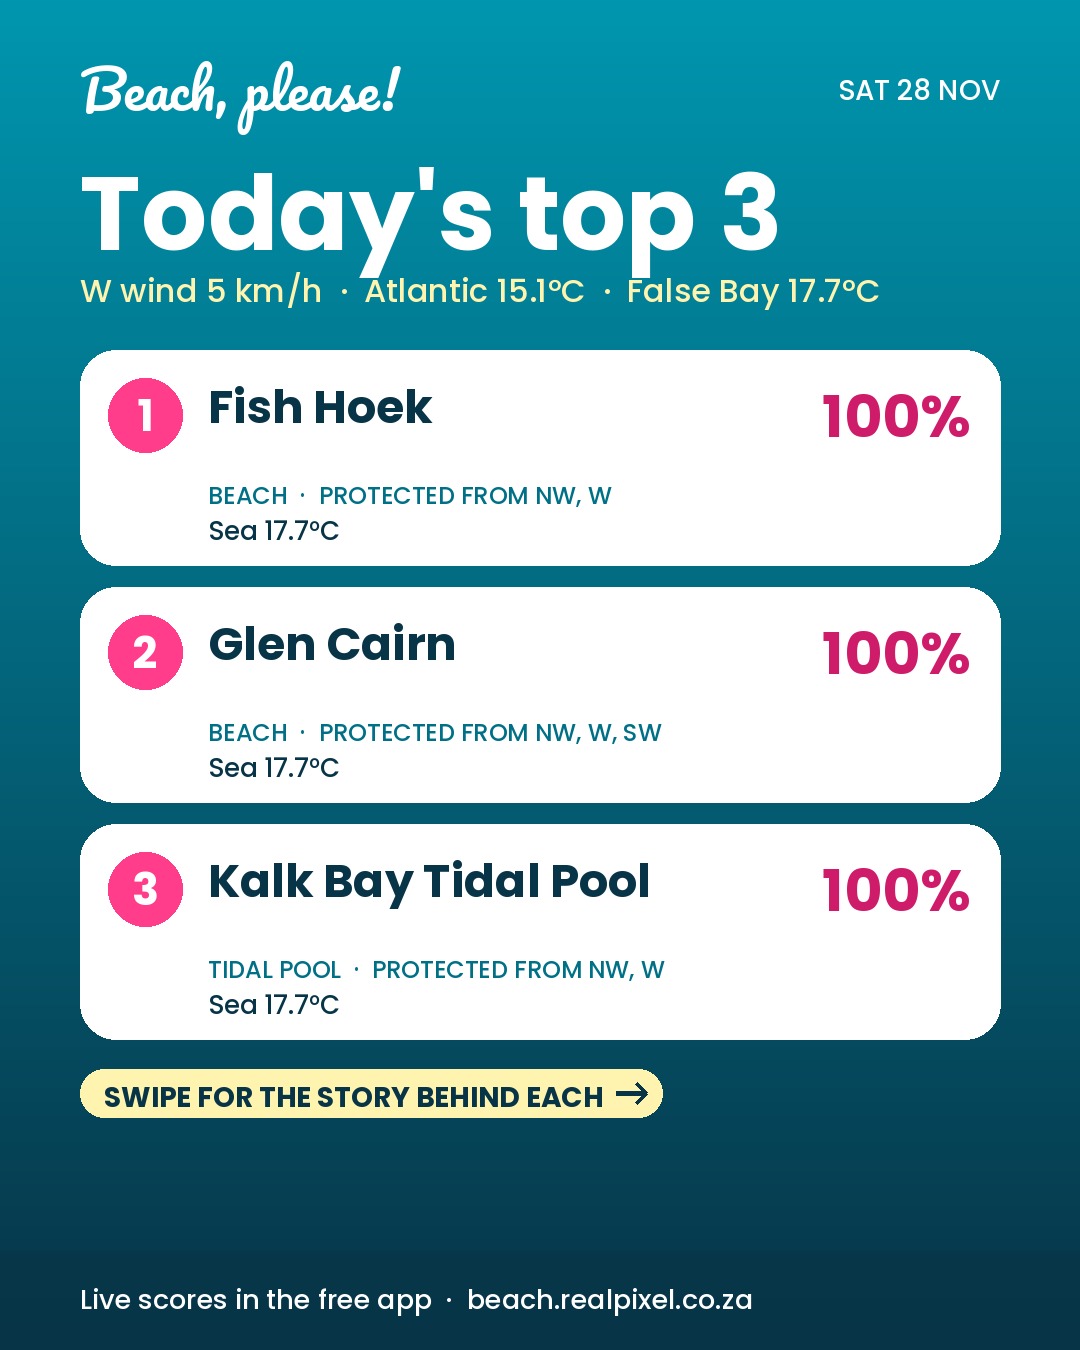 Beach, please!
SAT 28 NOV
Today's top 3
W wind 5 km/h · Atlantic 15.1°C · False Bay 17.7°C
1
Fish Hoek
100%
BEACH · PROTECTED FROM NW, W
Sea 17.7°C
2
Glen Cairn
100%
BEACH · PROTECTED FROM NW, W, SW
Sea 17.7°C
3
Kalk Bay Tidal Pool
100%
TIDAL POOL · PROTECTED FROM NW, W
Sea 17.7°C
SWIPE FOR THE STORY BEHIND EACH →
Live scores in the free app · beach.realpixel.co.za